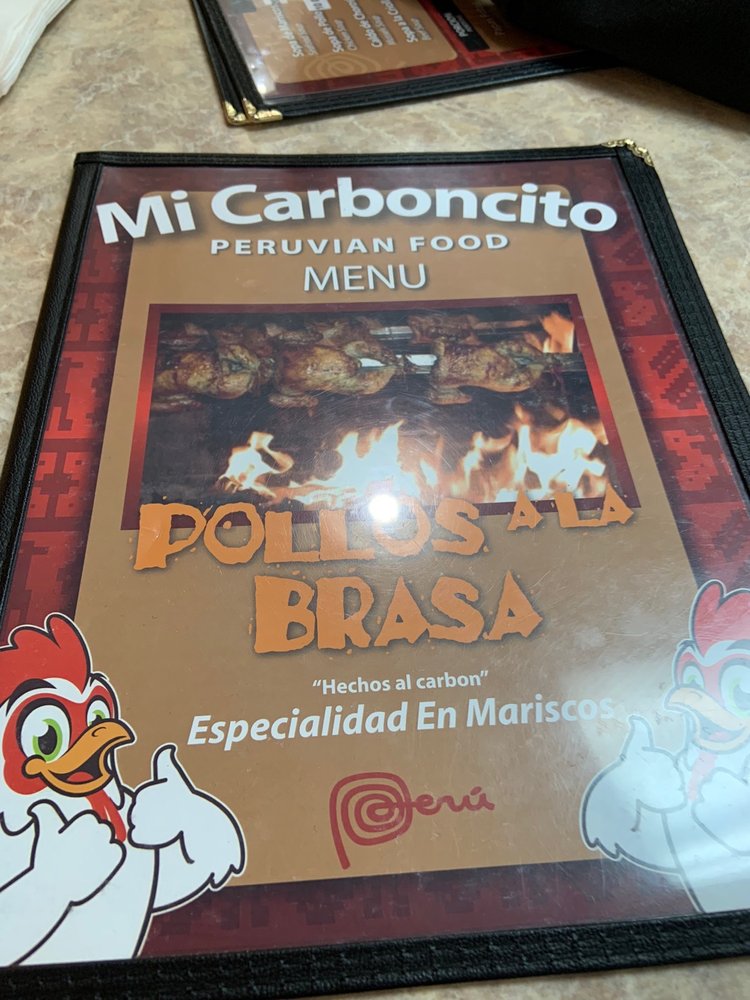 Mi Carboncito
PERUVIAN FOOD
MENU
POLLOS A LA
BRASA
"Hechos al carbon"
Especialidad En Mariscos
Perú